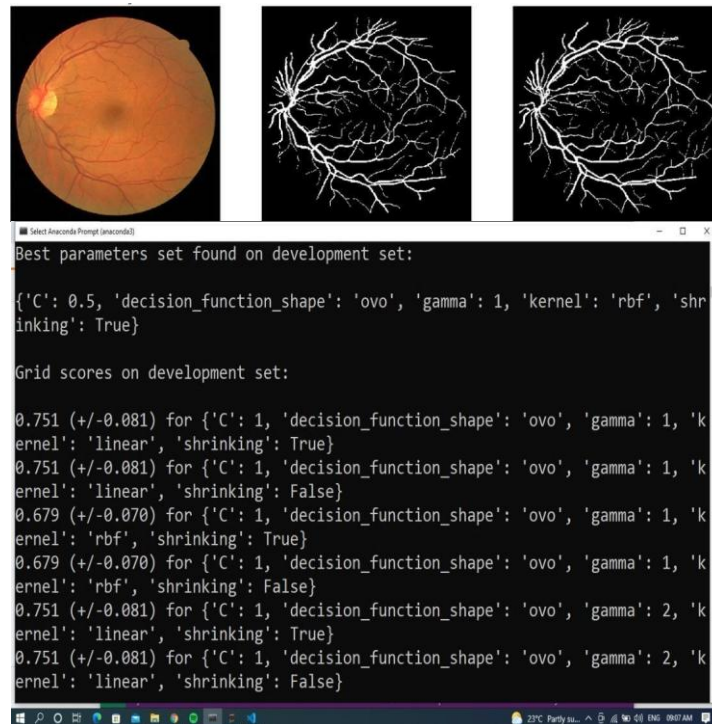 Select Anaconda Prompt (anaconda3)
Best parameters set found on development set:
{'C': 0.5, 'decision_function_shape': 'ovo', 'gamma': 1, 'kernel': 'rbf', 'shr
inking': True}
Grid scores on development set:
0.751 (+/-0.081) for {'C': 1, 'decision_function_shape': 'ovo', 'gamma': 1, 'k
ernel': 'linear', 'shrinking': True}
0.751 (+/-0.081) for {'C': 1, 'decision_function_shape': 'ovo', 'gamma': 1, 'k
ernel': 'linear', 'shrinking': False}
0.679 (+/-0.070) for {'C': 1, 'decision_function_shape': 'ovo', 'gamma': 1, 'k
ernel': 'rbf', 'shrinking': True}
0.679 (+/-0.070) for {'C': 1, 'decision_function_shape': 'ovo', 'gamma': 1, 'k
ernel': 'rbf', 'shrinking': False}
0.751 (+/-0.081) for {'C': 1, 'decision_function_shape': 'ovo', 'gamma': 2, 'k
ernel': 'linear', 'shrinking': True}
0.751 (+/-0.081) for {'C': 1, 'decision_function_shape': 'ovo', 'gamma': 2, 'k
ernel': 'linear', 'shrinking': False}
23°C Partly su... ENG 09:07 AM